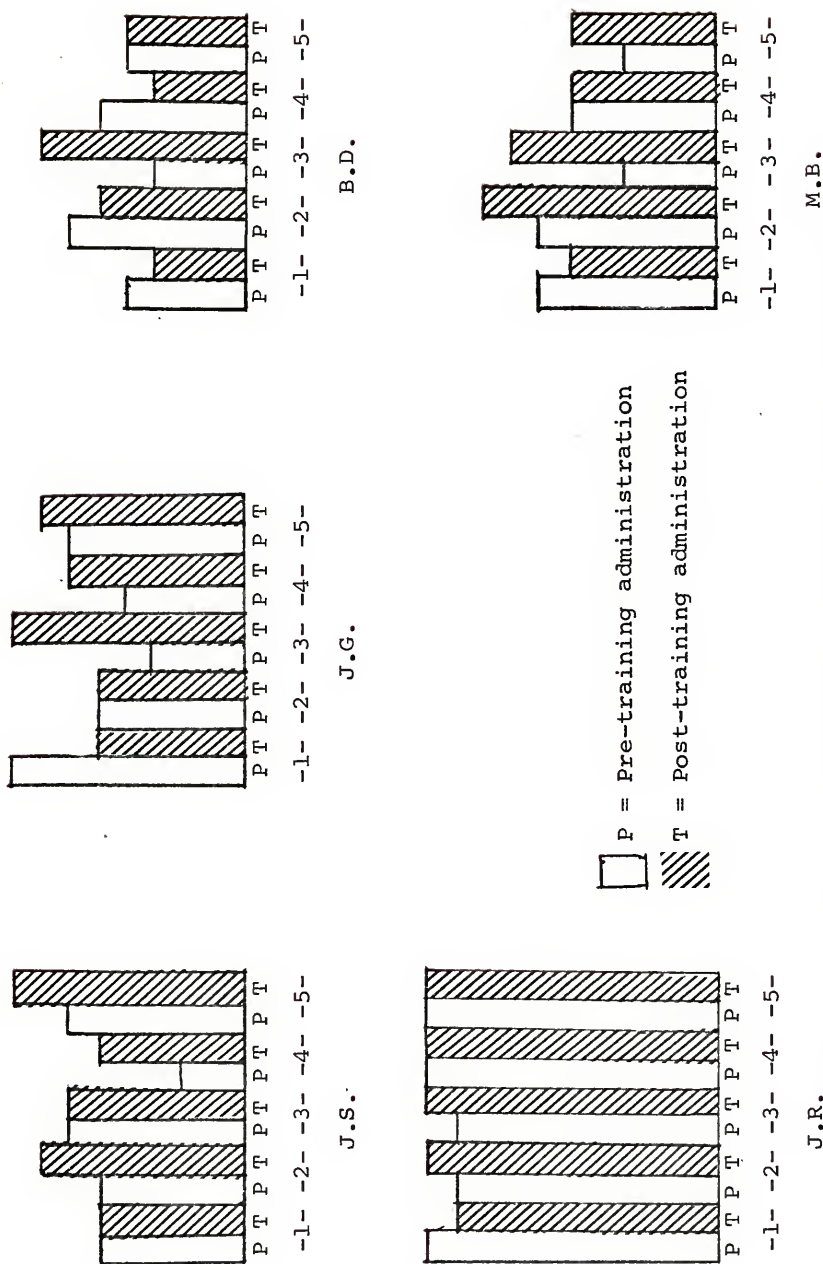 P T P T P T P T P T
-1- -2- -3- -4- -5-
J.S.
P T P T P T P T P T
-1- -2- -3- -4- -5-
J.G.
P T P T P T P T P T
-1- -2- -3- -4- -5-
B.D.
P T P T P T P T P T
-1- -2- -3- -4- -5-
J.R.
P = Pre-training administration
T = Post-training administration
P T P T P T P T P T
-1- -2- -3- -4- -5-
M.B.